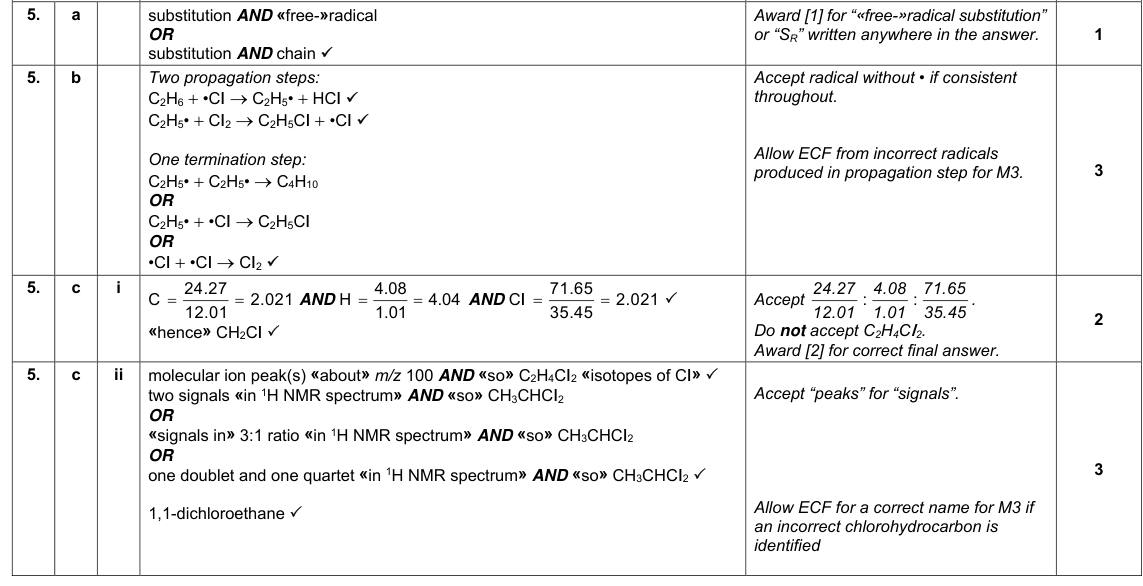 5. a substitution AND «free-»radical Award [1] for “«free-»radical substitution”
OR or “SR” written anywhere in the answer. 1
substitution AND chain ✓
5. b Two propagation steps: Accept radical without • if consistent
C2H6 + •Cl → C2H5• + HCl ✓ throughout.
C2H5• + Cl2 → C2H5Cl + •Cl ✓
One termination step: Allow ECF from incorrect radicals
C2H5• + C2H5• → C4H10 produced in propagation step for M3. 3
OR
C2H5• + •Cl → C2H5Cl
OR
•Cl + •Cl → Cl2 ✓
5. c i C = 24.27/12.01 = 2.021 AND H = 4.08/1.01 = 4.04 AND Cl = 71.65/35.45 = 2.021 ✓ Accept 24.27/12.01 : 4.08/1.01 : 71.65/35.45 .
«hence» CH2Cl ✓ Do not accept C2H4Cl2. 2
Award [2] for correct final answer.
5. c ii molecular ion peak(s) «about» m/z 100 AND «so» C2H4Cl2 «isotopes of Cl» ✓
two signals «in 1H NMR spectrum» AND «so» CH3CHCl2 Accept “peaks” for “signals”.
OR
«signals in» 3:1 ratio «in 1H NMR spectrum» AND «so» CH3CHCl2
OR
one doublet and one quartet «in 1H NMR spectrum» AND «so» CH3CHCl2 ✓ 3
1,1-dichloroethane ✓ Allow ECF for a correct name for M3 if
an incorrect chlorohydrocarbon is
identified